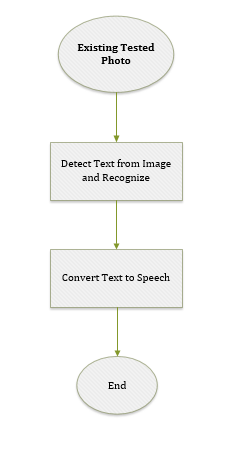 Existing Tested
Photo
Detect Text from Image
and Recognize
Convert Text to Speech
End